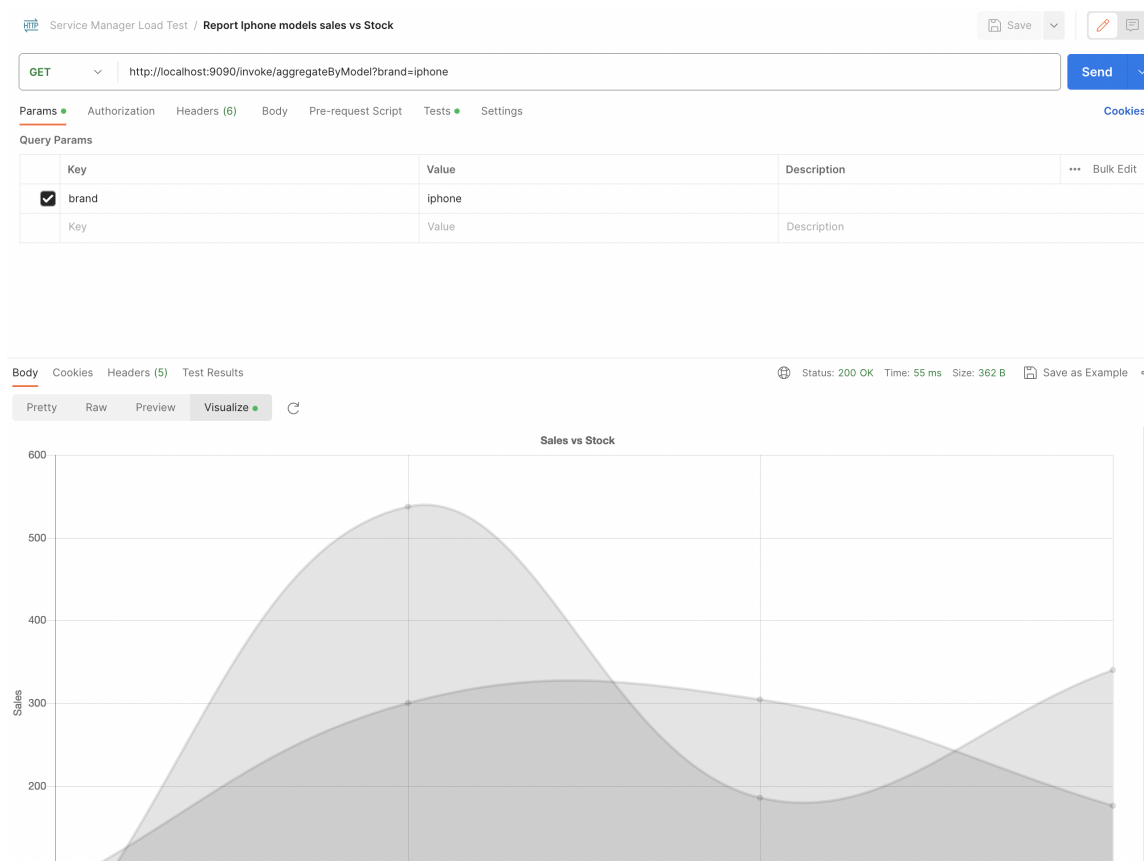 HTTP Service Manager Load Test / Report Iphone models sales vs Stock Save
GET http://localhost:9090/invoke/aggregateByModel?brand=iphone Send
Params Authorization Headers (6) Body Pre-request Script Tests Settings Cookies
Query Params
Key Value Description ••• Bulk Edit
brand iphone
Key Value Description
Body Cookies Headers (5) Test Results Status: 200 OK Time: 55 ms Size: 362 B Save as Example
Pretty Raw Preview Visualize
Sales vs Stock
600
500
400
Sales
300
200